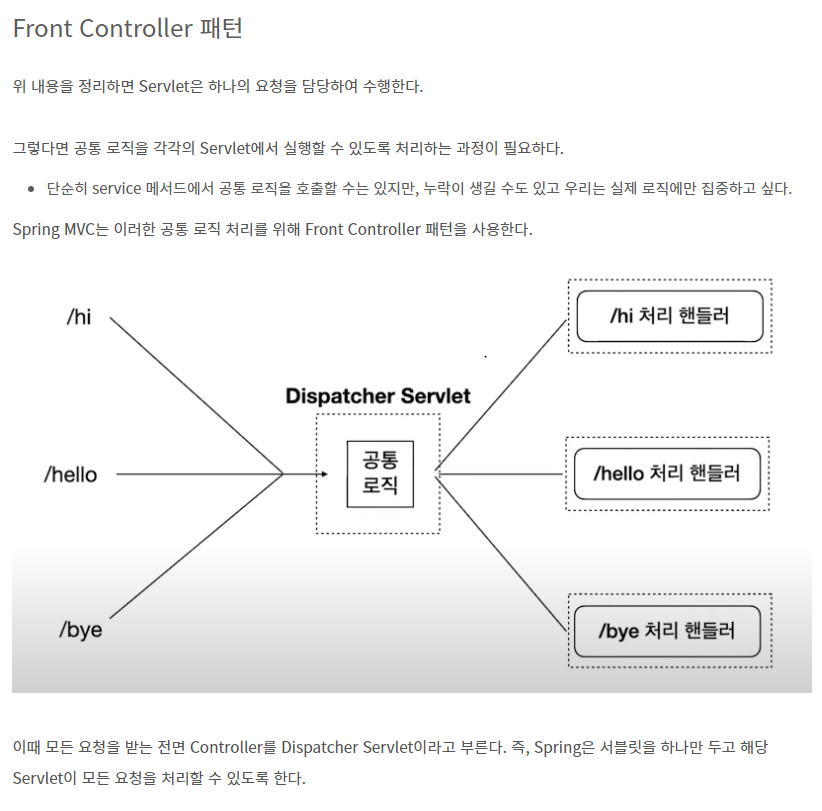 Front Controller 패턴
위 내용을 정리하면 Servlet은 하나의 요청을 담당하여 수행한다.
그렇다면 공통 로직을 각각의 Servlet에서 실행할 수 있도록 처리하는 과정이 필요하다.
• 단순히 service 메서드에서 공통 로직을 호출할 수는 있지만, 누락이 생길 수도 있고 우리는 실제 로직에만 집중하고 싶다.
Spring MVC는 이러한 공통 로직 처리를 위해 Front Controller 패턴을 사용한다.
/hi
/hi 처리 핸들러
Dispatcher Servlet
공통
로직
/hello
/hello 처리 핸들러
/bye
/bye 처리 핸들러
이때 모든 요청을 받는 전면 Controller를 Dispatcher Servlet이라고 부른다. 즉, Spring은 서블릿을 하나만 두고 해당
Servlet이 모든 요청을 처리할 수 있도록 한다.